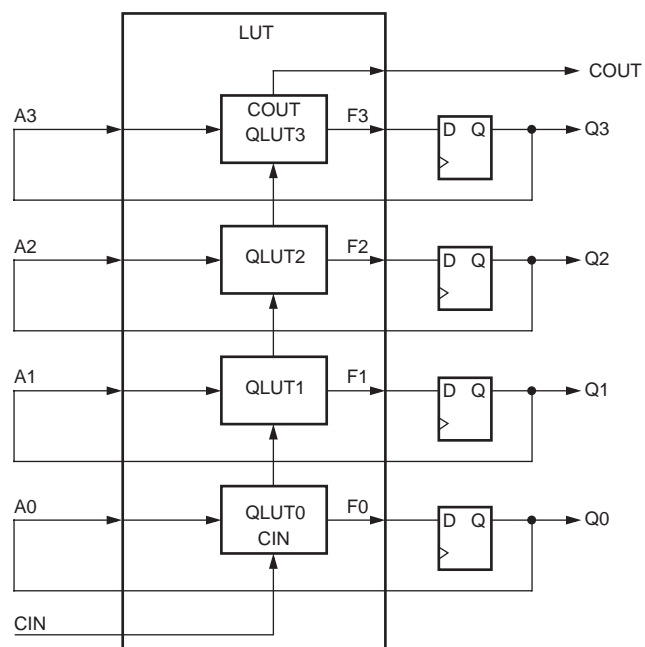 LUT
COUT
A3
COUT
QLUT3
F3
D Q
Q3
A2
QLUT2
F2
D Q
Q2
A1
QLUT1
F1
D Q
Q1
A0
QLUT0
CIN
F0
D Q
Q0
CIN